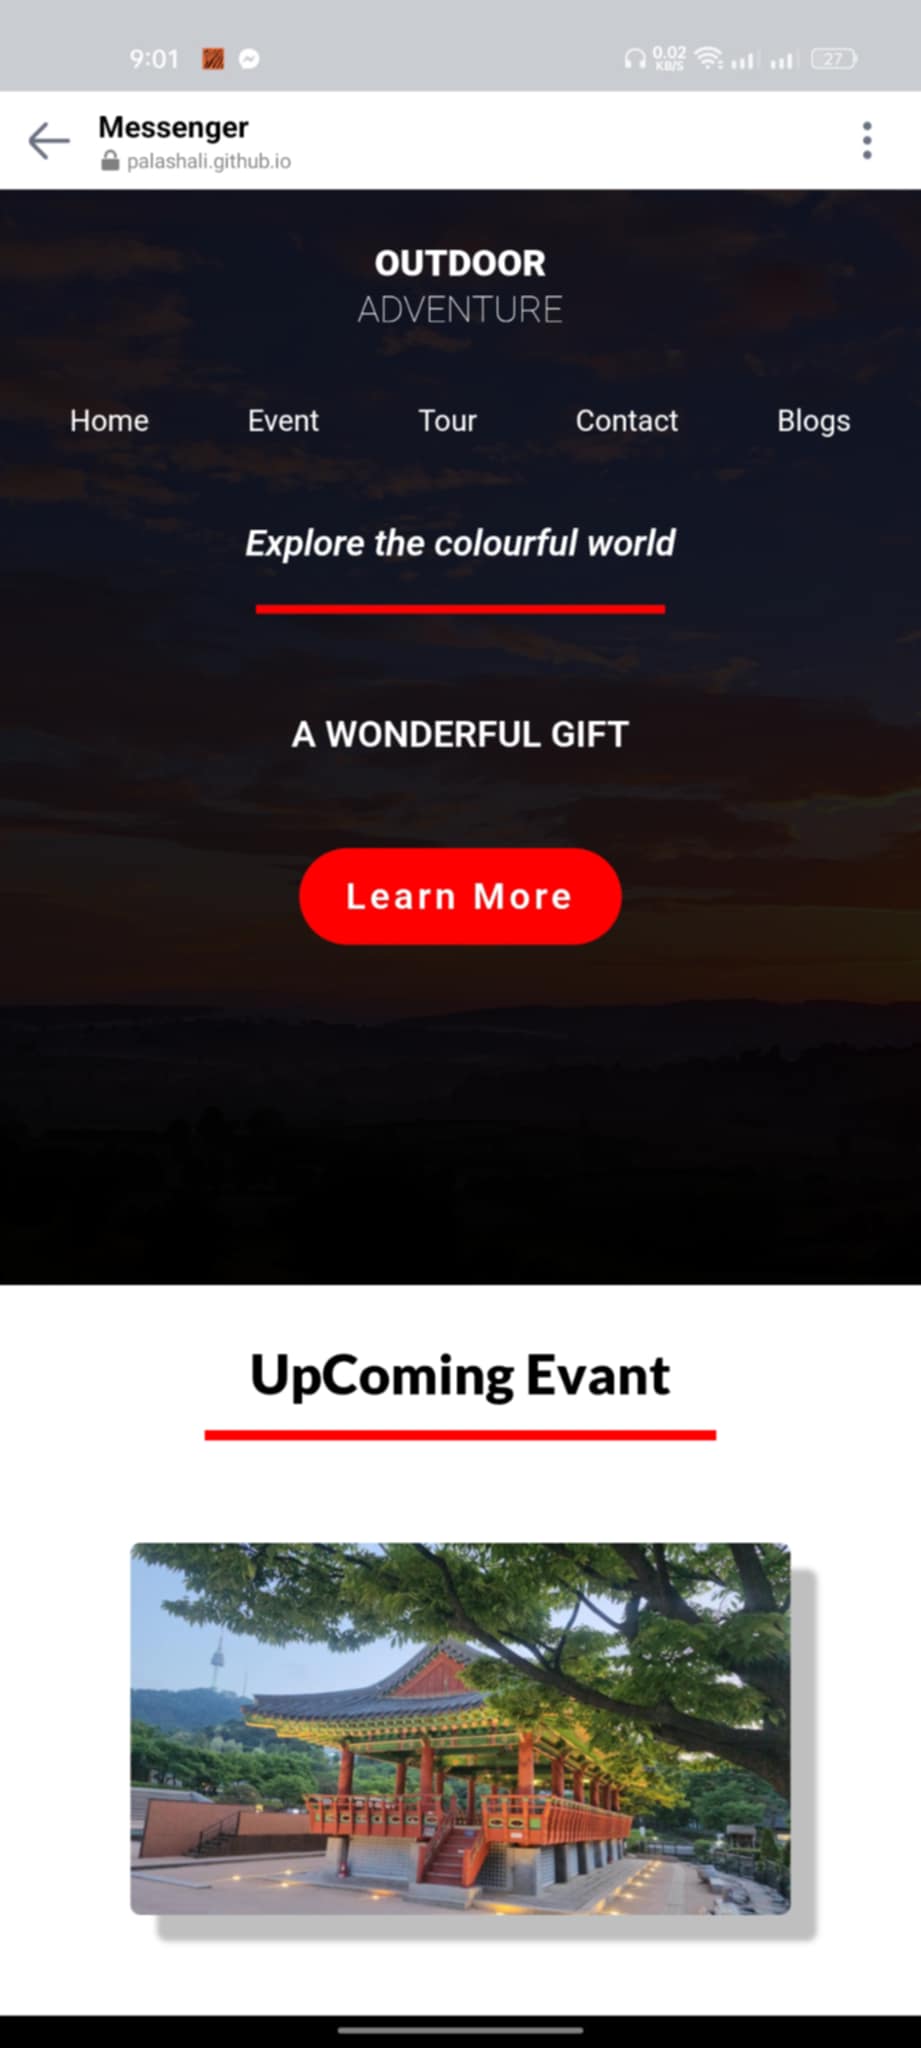 9:01 0.02 KB/S 27
Messenger
palashali.github.io
OUTDOOR
ADVENTURE
Home Event Tour Contact Blogs
Explore the colourful world
A WONDERFUL GIFT
Learn More
UpComing Evant